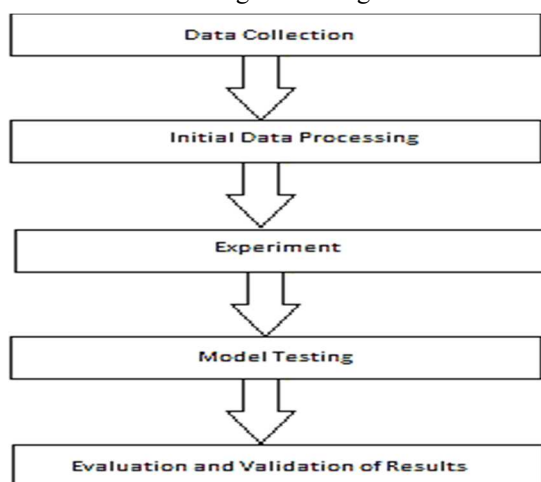 Data Collection
Initial Data Processing
Experiment
Model Testing
Evaluation and Validation of Results